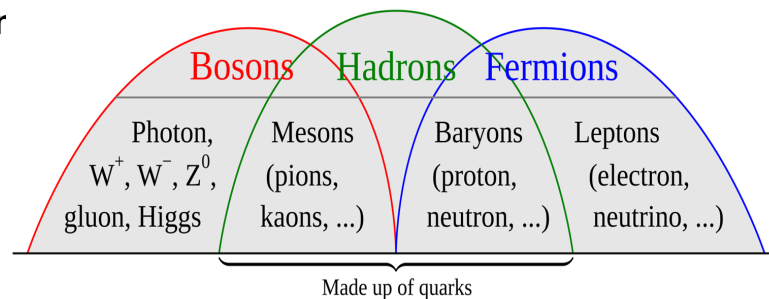 r
Bosons Hadrons Fermions
Photon, Mesons Baryons Leptons
W⁺, W⁻, Z⁰, (pions, (proton, (electron,
gluon, Higgs kaons, ...) neutron, ...) neutrino, ...)
Made up of quarks